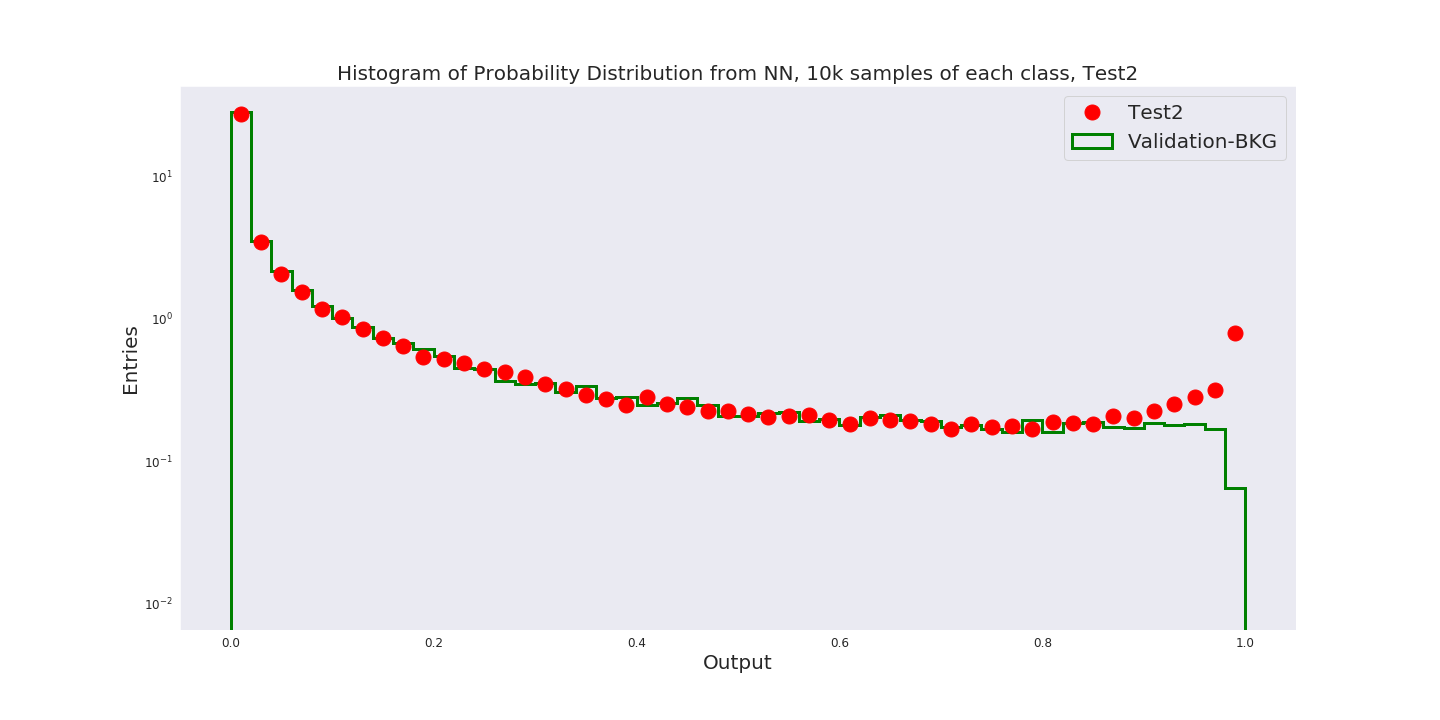 Histogram of Probability Distribution from NN, 10k samples of each class, Test2
Test2
Validation-BKG
Entries
10¹
10⁰
10⁻¹
10⁻²
0.0 0.2 0.4 0.6 0.8 1.0
Output